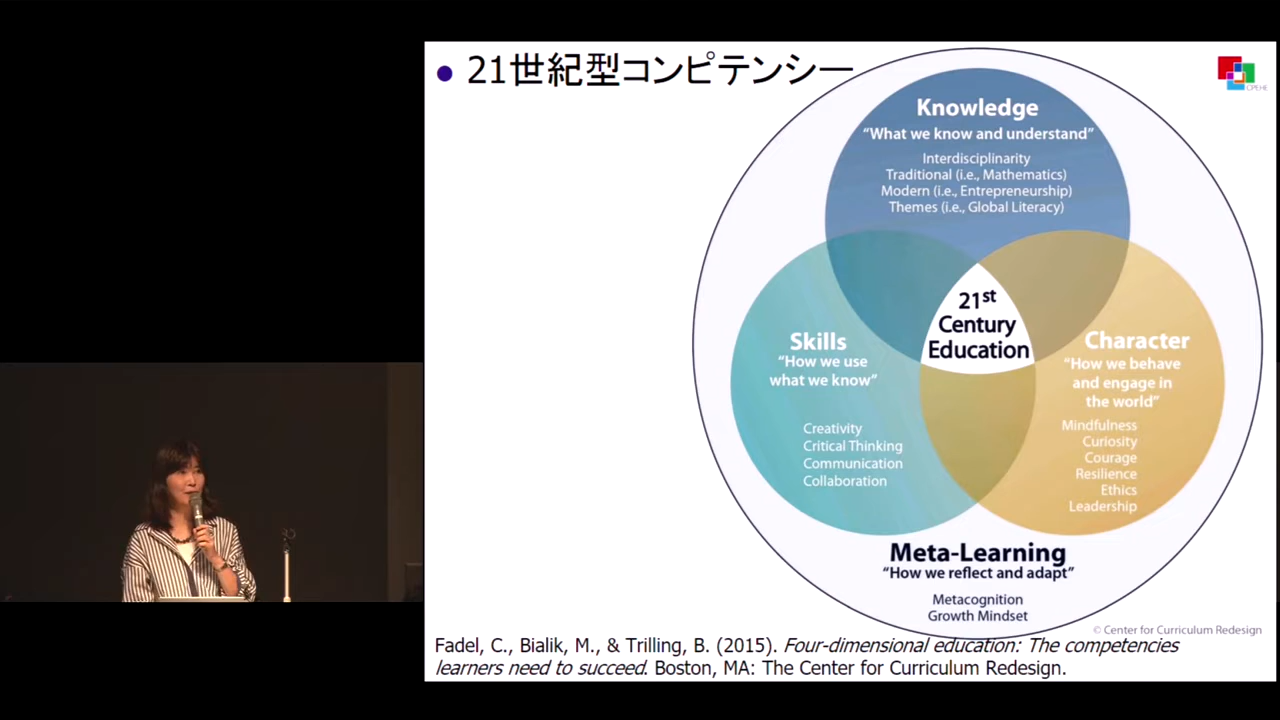 21世紀型コンピテンシー
CPEHE
Knowledge
“What we know and understand”
Interdisciplinarity
Traditional (i.e., Mathematics)
Modern (i.e., Entrepreneurship)
Themes (i.e., Global Literacy)
21st
Century
Education
Skills
“How we use
what we know”
Creativity
Critical Thinking
Communication
Collaboration
Character
“How we behave
and engage in
the world”
Mindfulness
Curiosity
Courage
Resilience
Ethics
Leadership
Meta-Learning
“How we reflect and adapt”
Metacognition
Growth Mindset
© Center for Curriculum Redesign
Fadel, C., Bialik, M., & Trilling, B. (2015). Four-dimensional education: The competencies
learners need to succeed. Boston, MA: The Center for Curriculum Redesign.